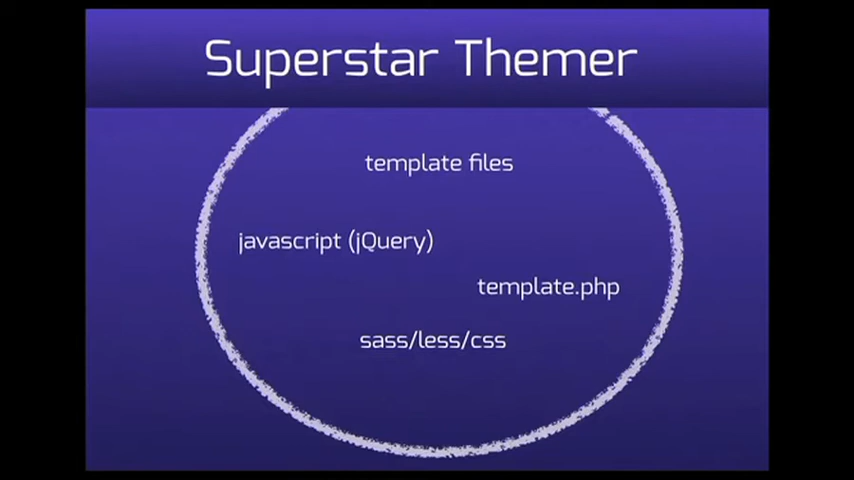 Superstar Themer
template files
javascript (jQuery)
template.php
sass/less/css